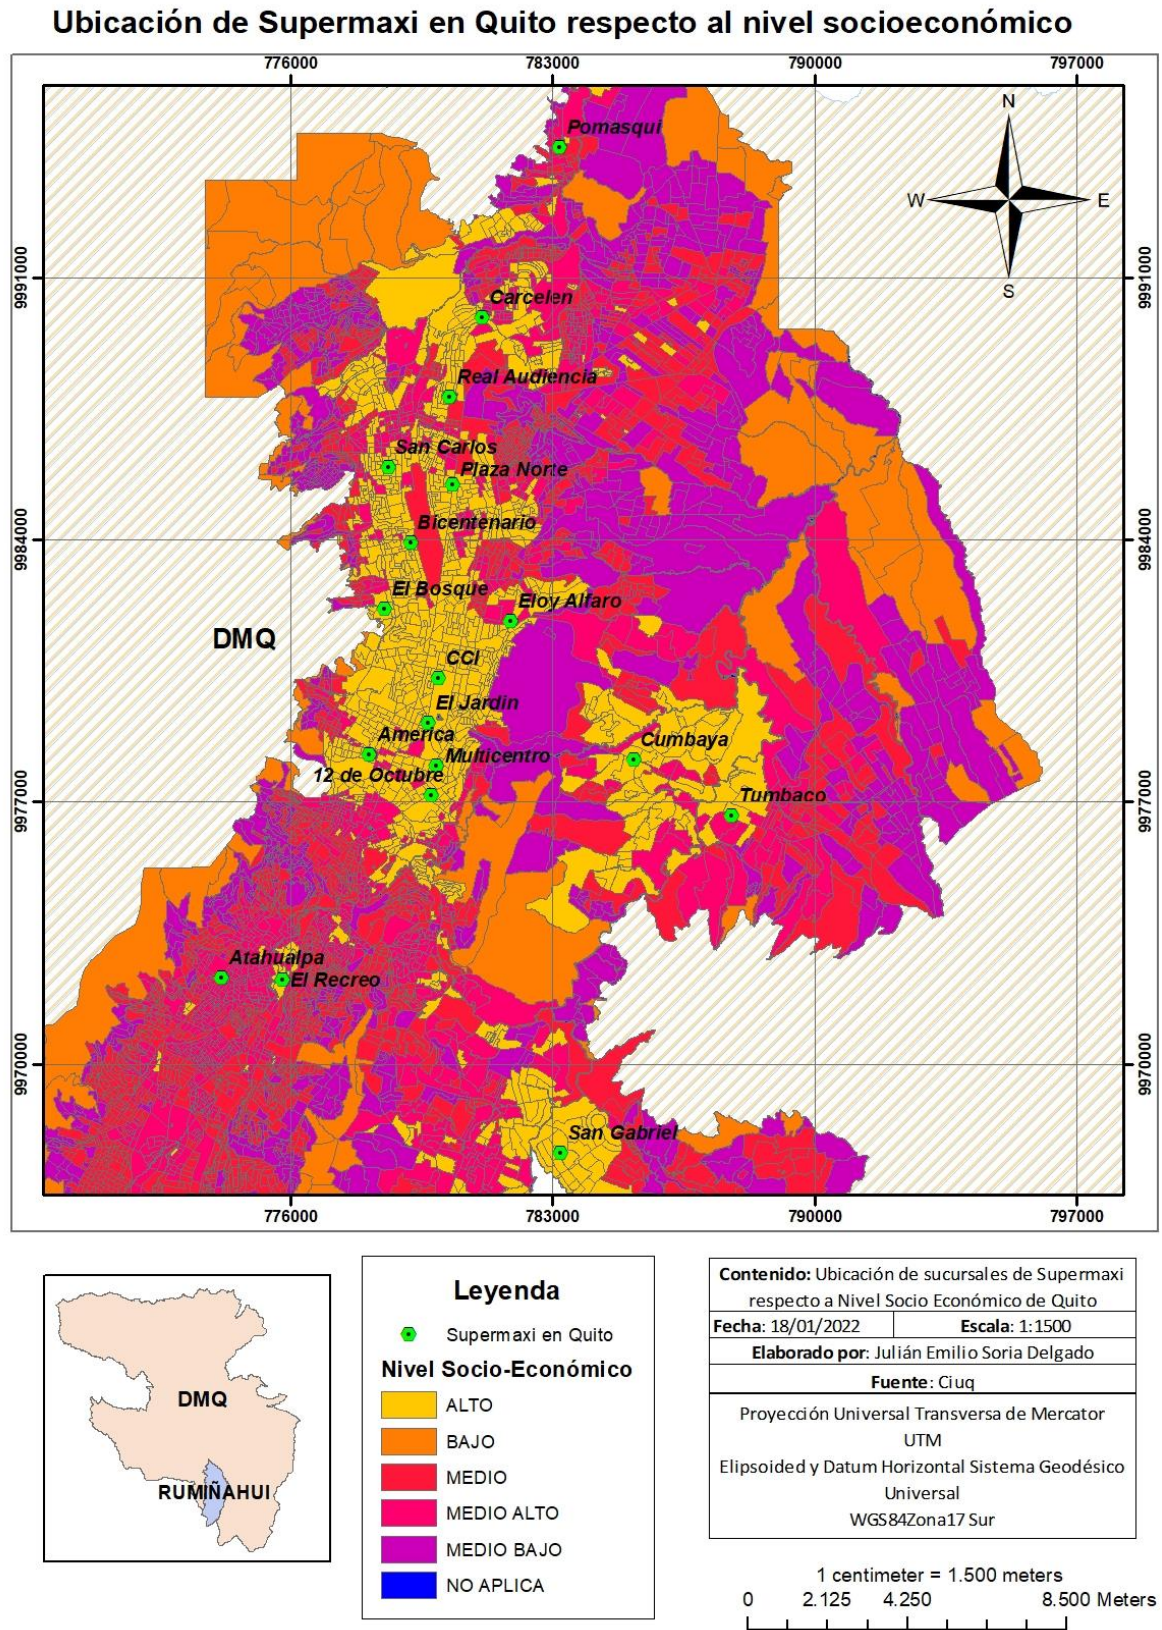 Ubicación de Supermaxi en Quito respecto al nivel socioeconómico
776000 783000 790000 797000
N
W E
S
9991000 9991000
9984000 9984000
9977000 9977000
9970000 9970000
Pomasqui
Carcelen
Real Audiencia
San Carlos
Plaza Norte
Bicentenario
El Bosque
Eloy Alfaro
DMQ
CCI
El Jardin
America
Cumbaya
Multicentro
12 de Octubre
Tumbaco
Atahualpa
El Recreo
San Gabriel
776000 783000 790000 797000
DMQ
RUMIÑAHUI
Leyenda
Supermaxi en Quito
Nivel Socio-Económico
ALTO
BAJO
MEDIO
MEDIO ALTO
MEDIO BAJO
NO APLICA
Contenido: Ubicación de sucursales de Supermaxi
respecto a Nivel Socio Económico de Quito
Fecha: 18/01/2022 Escala: 1:1500
Elaborado por: Julián Emilio Soria Delgado
Fuente: Ciuq
Proyección Universal Transversa de Mercator
UTM
Elipsoided y Datum Horizontal Sistema Geodésico
Universal
WGS84Zona17 Sur
1 centimeter = 1.500 meters
0 2.125 4.250 8.500 Meters